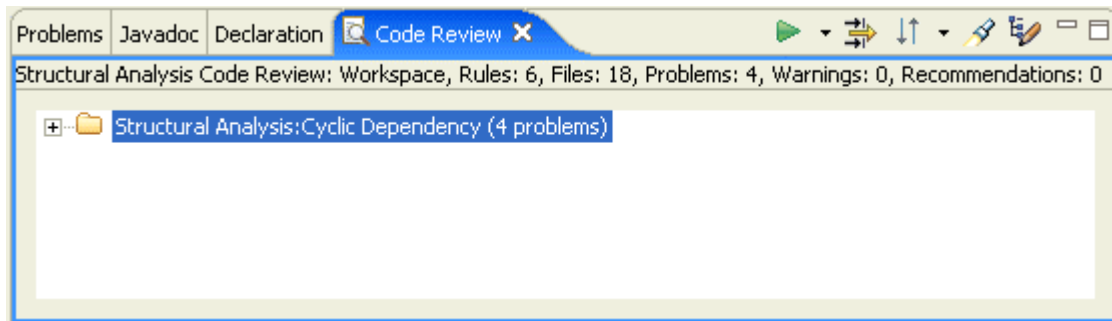 Problems Javadoc Declaration Code Review
Structural Analysis Code Review: Workspace, Rules: 6, Files: 18, Problems: 4, Warnings: 0, Recommendations: 0
Structural Analysis:Cyclic Dependency (4 problems)